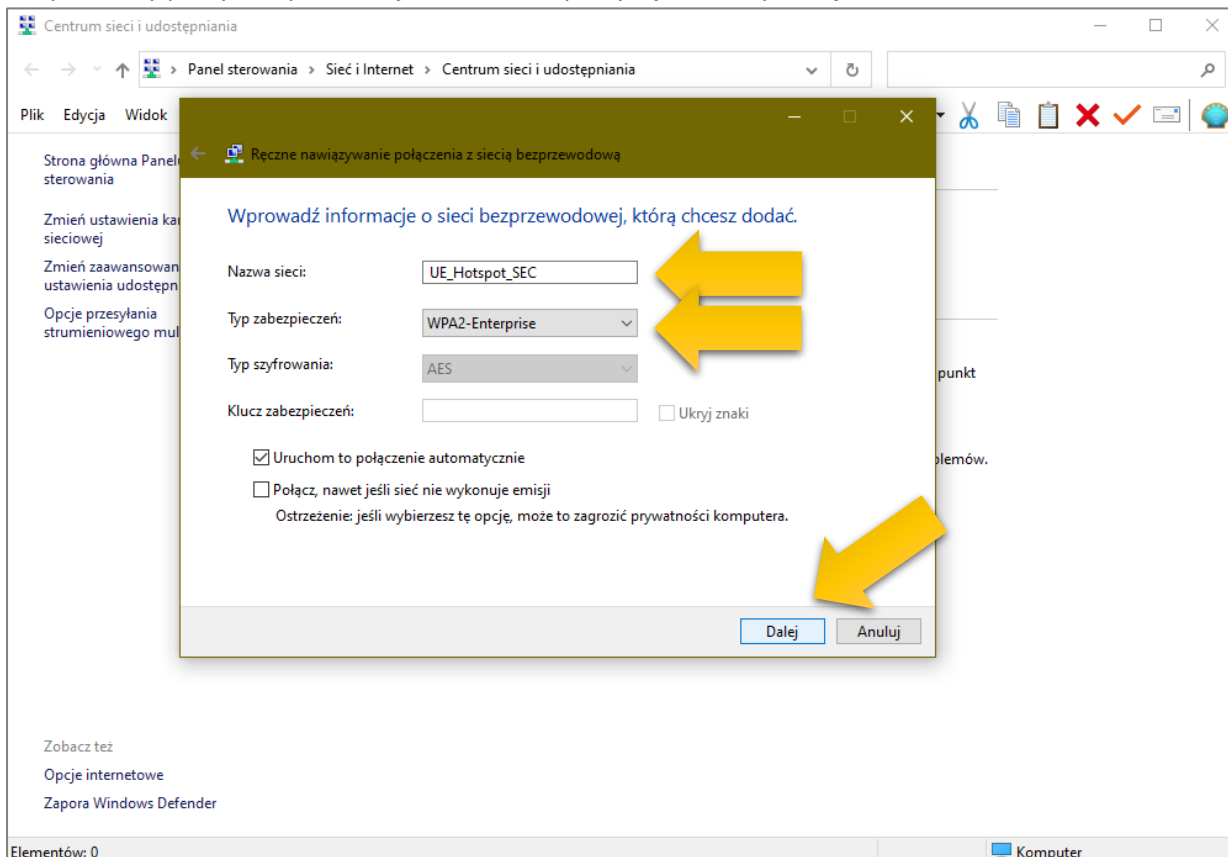 Centrum sieci i udostępniania
Panel sterowania > Sieć i Internet > Centrum sieci i udostępniania
Plik Edycja Widok
Ręczne nawiązywanie połączenia z siecią bezprzewodową
Strona główna Panelu
sterowania
Zmień ustawienia kar
sieciowej
Zmień zaawansowan
ustawienia udostępn
Opcje przesyłania
strumieniowego mul
Wprowadź informacje o sieci bezprzewodowej, którą chcesz dodać.
Nazwa sieci: UE_Hotspot_SEC
Typ zabezpieczeń: WPA2-Enterprise
Typ szyfrowania: AES
Klucz zabezpieczeń: Ukryj znaki
Uruchom to połączenie automatycznie
Połącz, nawet jeśli sieć nie wykonuje emisji
Ostrzeżenie: jeśli wybierzesz tę opcję, może to zagrozić prywatności komputera.
punkt
blemów.
Dalej Anuluj
Zobacz też
Opcje internetowe
Zapora Windows Defender
Elementów: 0 Komputer